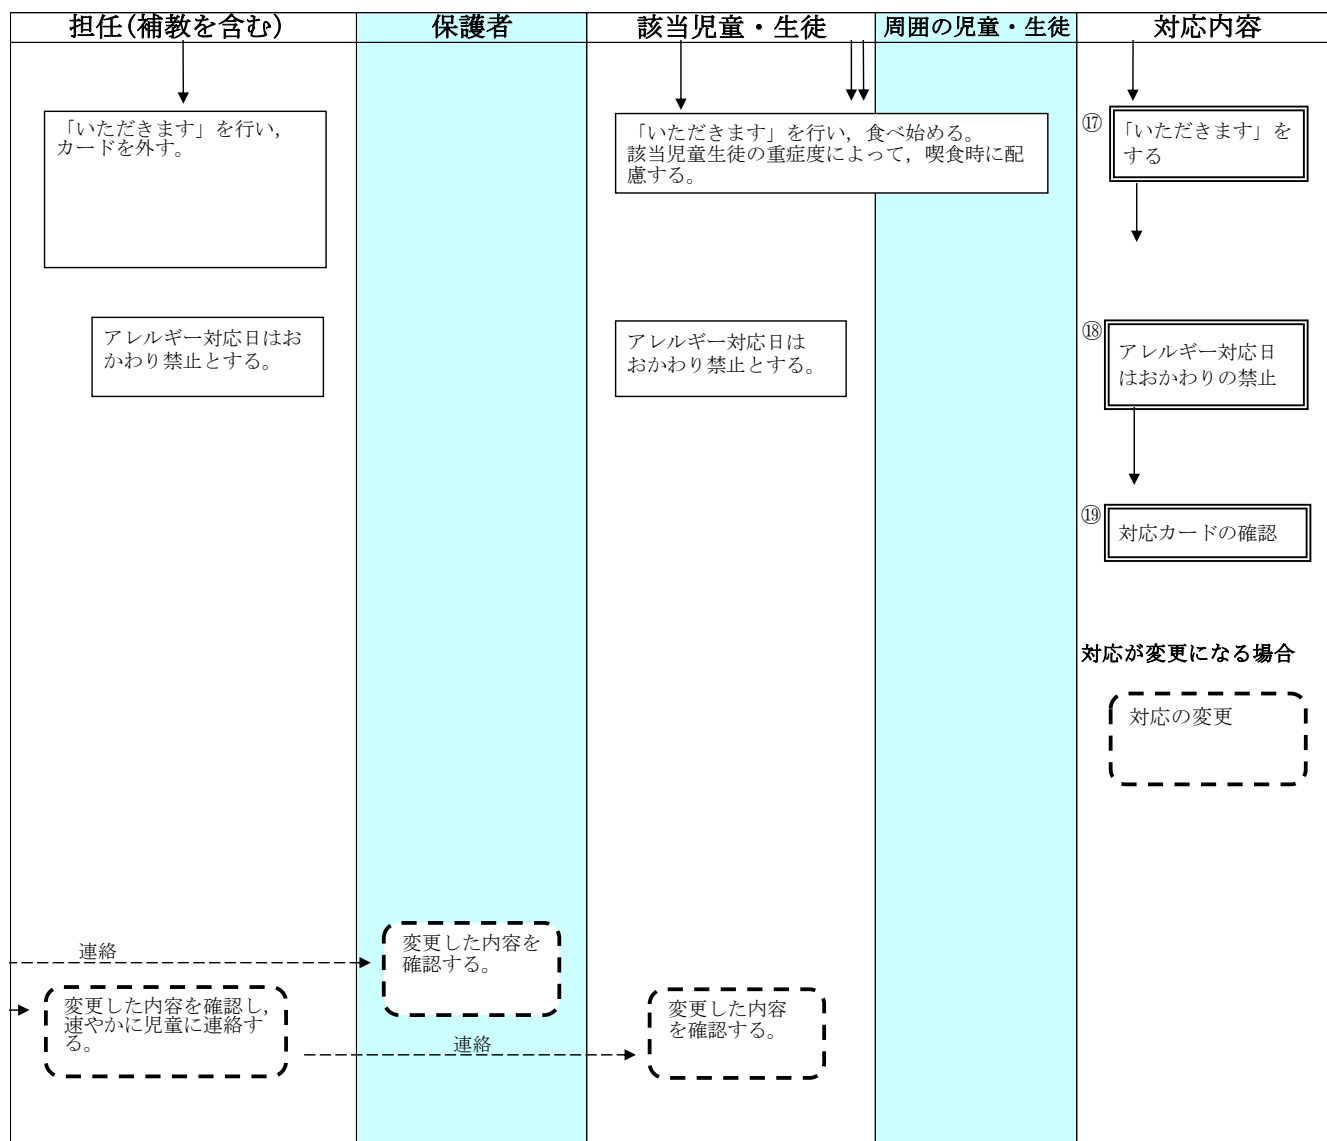 担任(補教を含む)
保護者
該当児童・生徒
周囲の児童・生徒
対応内容
「いただきます」を行い,
カードを外す。
「いただきます」を行い,食べ始める。
該当児童生徒の重症度によって,喫食時に配
慮する。
⑰
「いただきます」を
する
アレルギー対応日はお
かわり禁止とする。
アレルギー対応日は
おかわり禁止とする。
⑱
アレルギー対応日
はおかわりの禁止
⑲
対応カードの確認
対応が変更になる場合
対応の変更
連絡
変更した内容を
確認する。
変更した内容を確認し,
速やかに児童に連絡す
る。
連絡
変更した内容
を確認する。